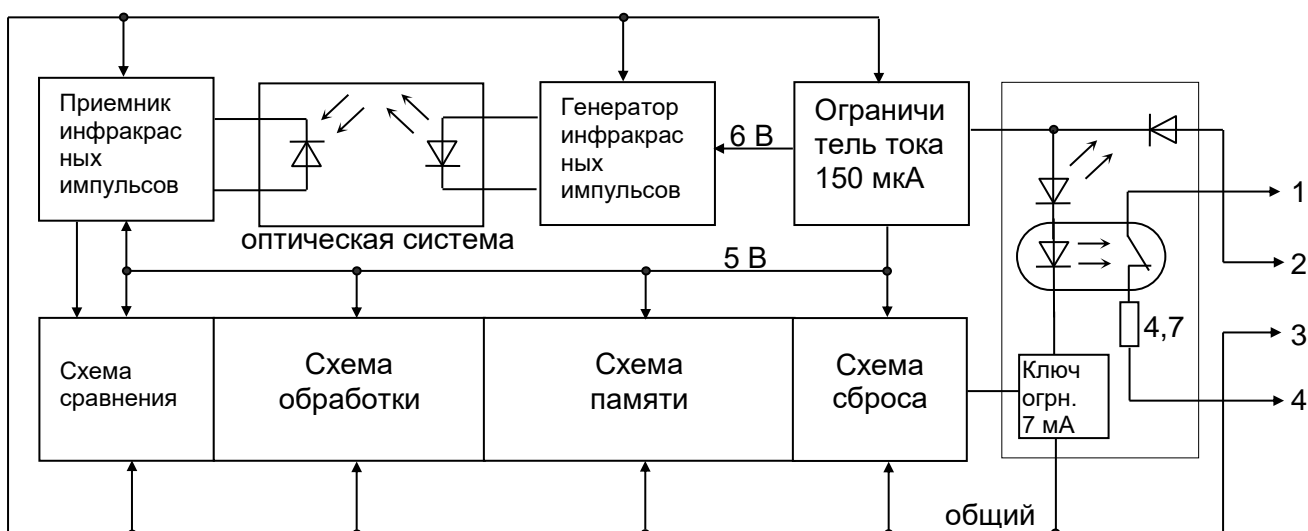 Приемник
инфракрас
ных
импульсов
оптическая система
Генератор
инфракрас
ных
импульсов
6 В
Ограничи
тель тока
150 мкА
1
2
5 В
4,7
3
4
Схема
сравнения
Схема
обработки
Схема
памяти
Схема
сброса
Ключ
огрн.
7 мА
общий